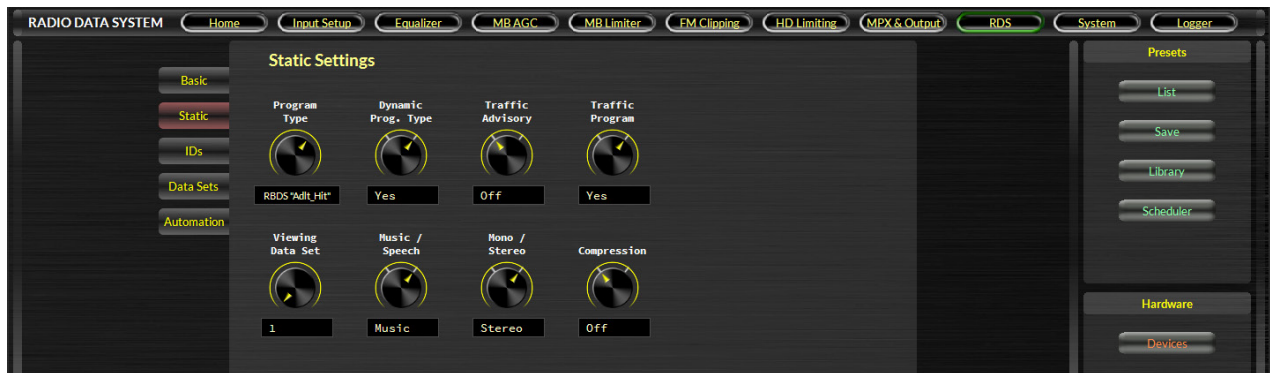 RADIO DATA SYSTEM Home Input Setup Equalizer MB AGC MB Limiter FM Clipping HD Limiting MPX & Output RDS System Logger
Static Settings
Basic
Static
IDs
Data Sets
Automation
Program Type
Dynamic Prog. Type
Traffic Advisory
Traffic Program
RBDS "Adlt_Hit"
Yes
Off
Yes
Viewing Data Set
Music / Speech
Mono / Stereo
Compression
1
Music
Stereo
Off
Presets
List
Save
Library
Scheduler
Hardware
Devices